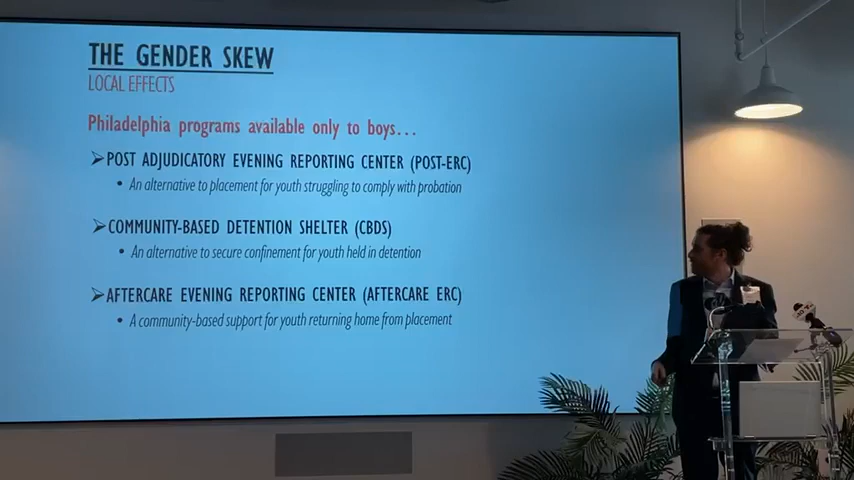 THE GENDER SKEW
LOCAL EFFECTS
Philadelphia programs available only to boys...
➢POST ADJUDICATORY EVENING REPORTING CENTER (POST-ERC)
• An alternative to placement for youth struggling to comply with probation
➢COMMUNITY-BASED DETENTION SHELTER (CBDS)
• An alternative to secure confinement for youth held in detention
➢AFTERCARE EVENING REPORTING CENTER (AFTERCARE ERC)
• A community-based support for youth returning home from placement